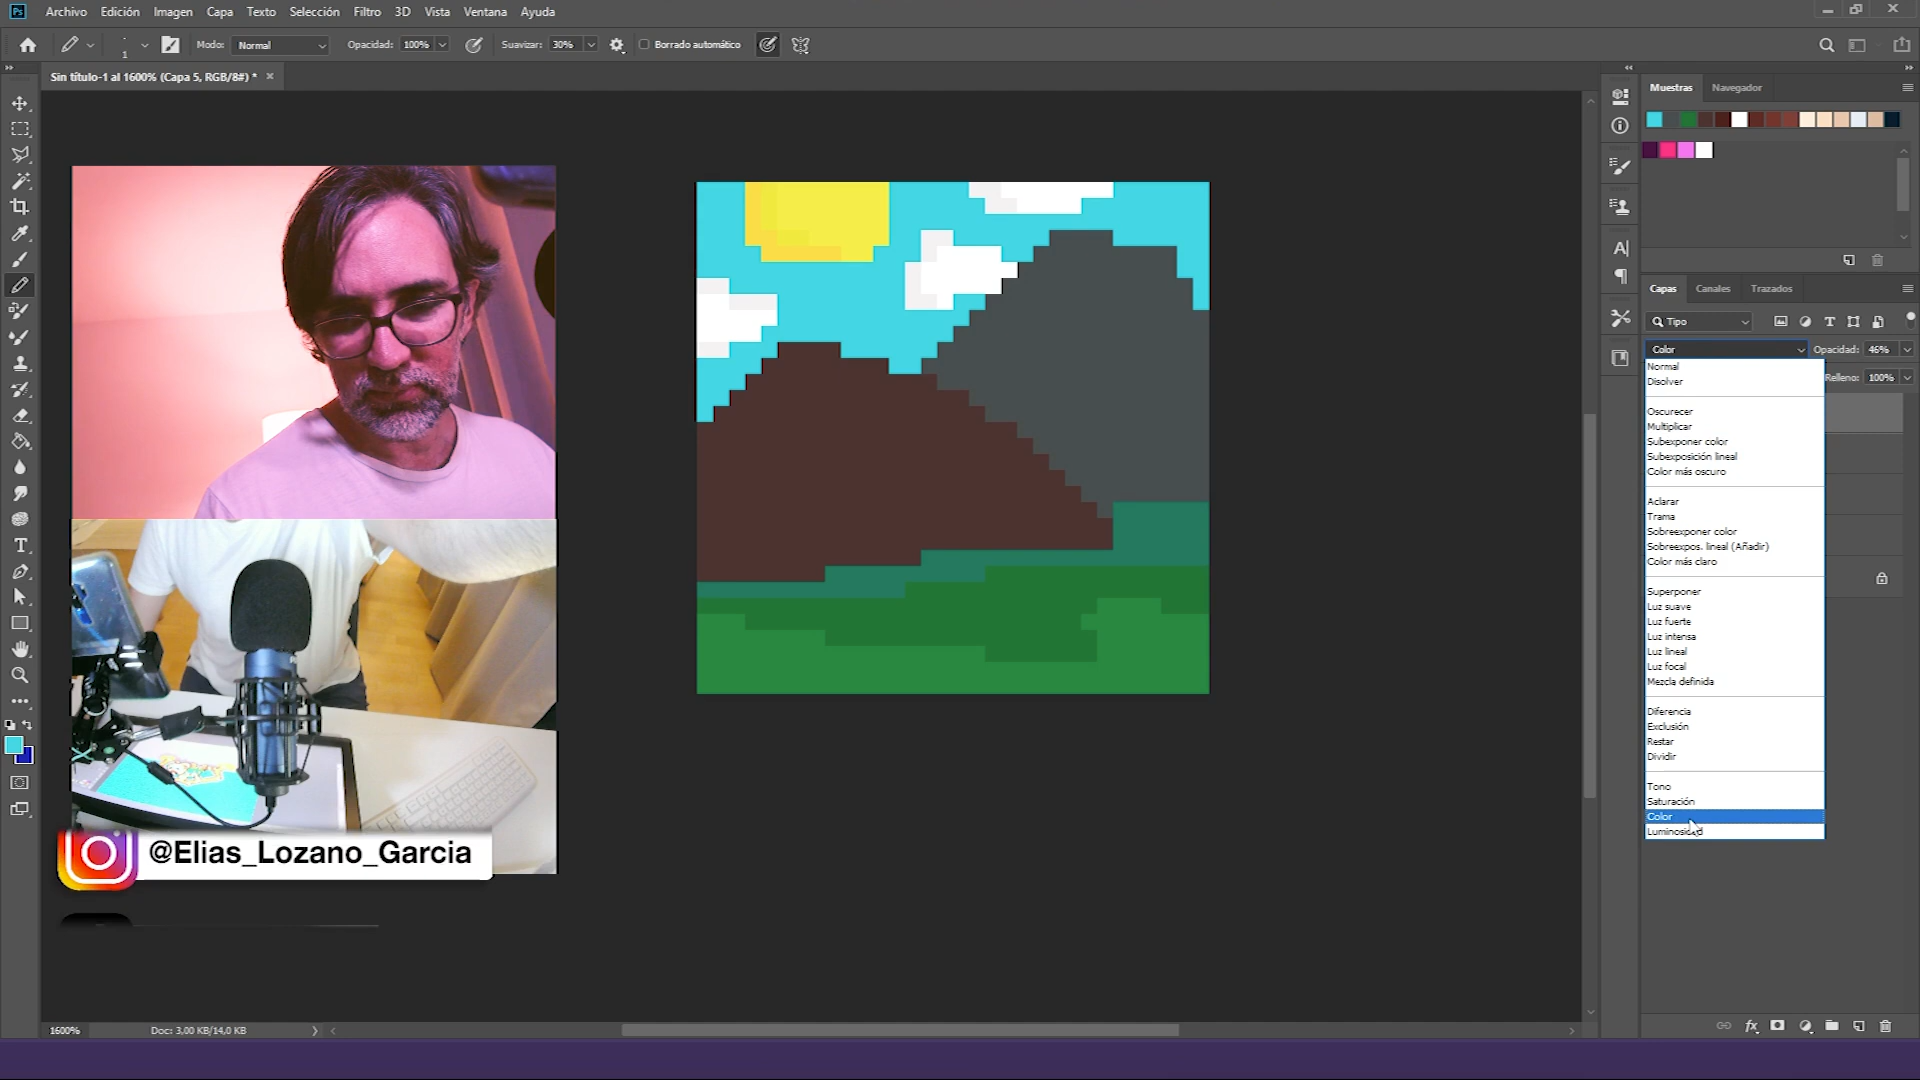 Ps Archivo Edición Imagen Capa Texto Selección Filtro 3D Vista Ventana Ayuda
1 Modo: Normal Opacidad: 100% Suavizar: 30% Borrado automático
Sin título-1 al 1600% (Capa 5, RGB/8#) *
Muestras Navegador
Capas Canales Trazados
Tipo
Color Opacidad: 46%
Relleno: 100%
Normal
Disolver
Oscurecer
Multiplicar
Subexponer color
Subexposición lineal
Color más oscuro
Aclarar
Trama
Sobreexponer color
Sobreexpos. lineal (Añadir)
Color más claro
Superponer
Luz suave
Luz fuerte
Luz intensa
Luz lineal
Luz focal
Mezcla definida
Diferencia
Exclusión
Restar
Dividir
Tono
Saturación
Color
Luminosidad
@Elias_Lozano_Garcia
1600% Doc: 3,00 KB/14,0 KB